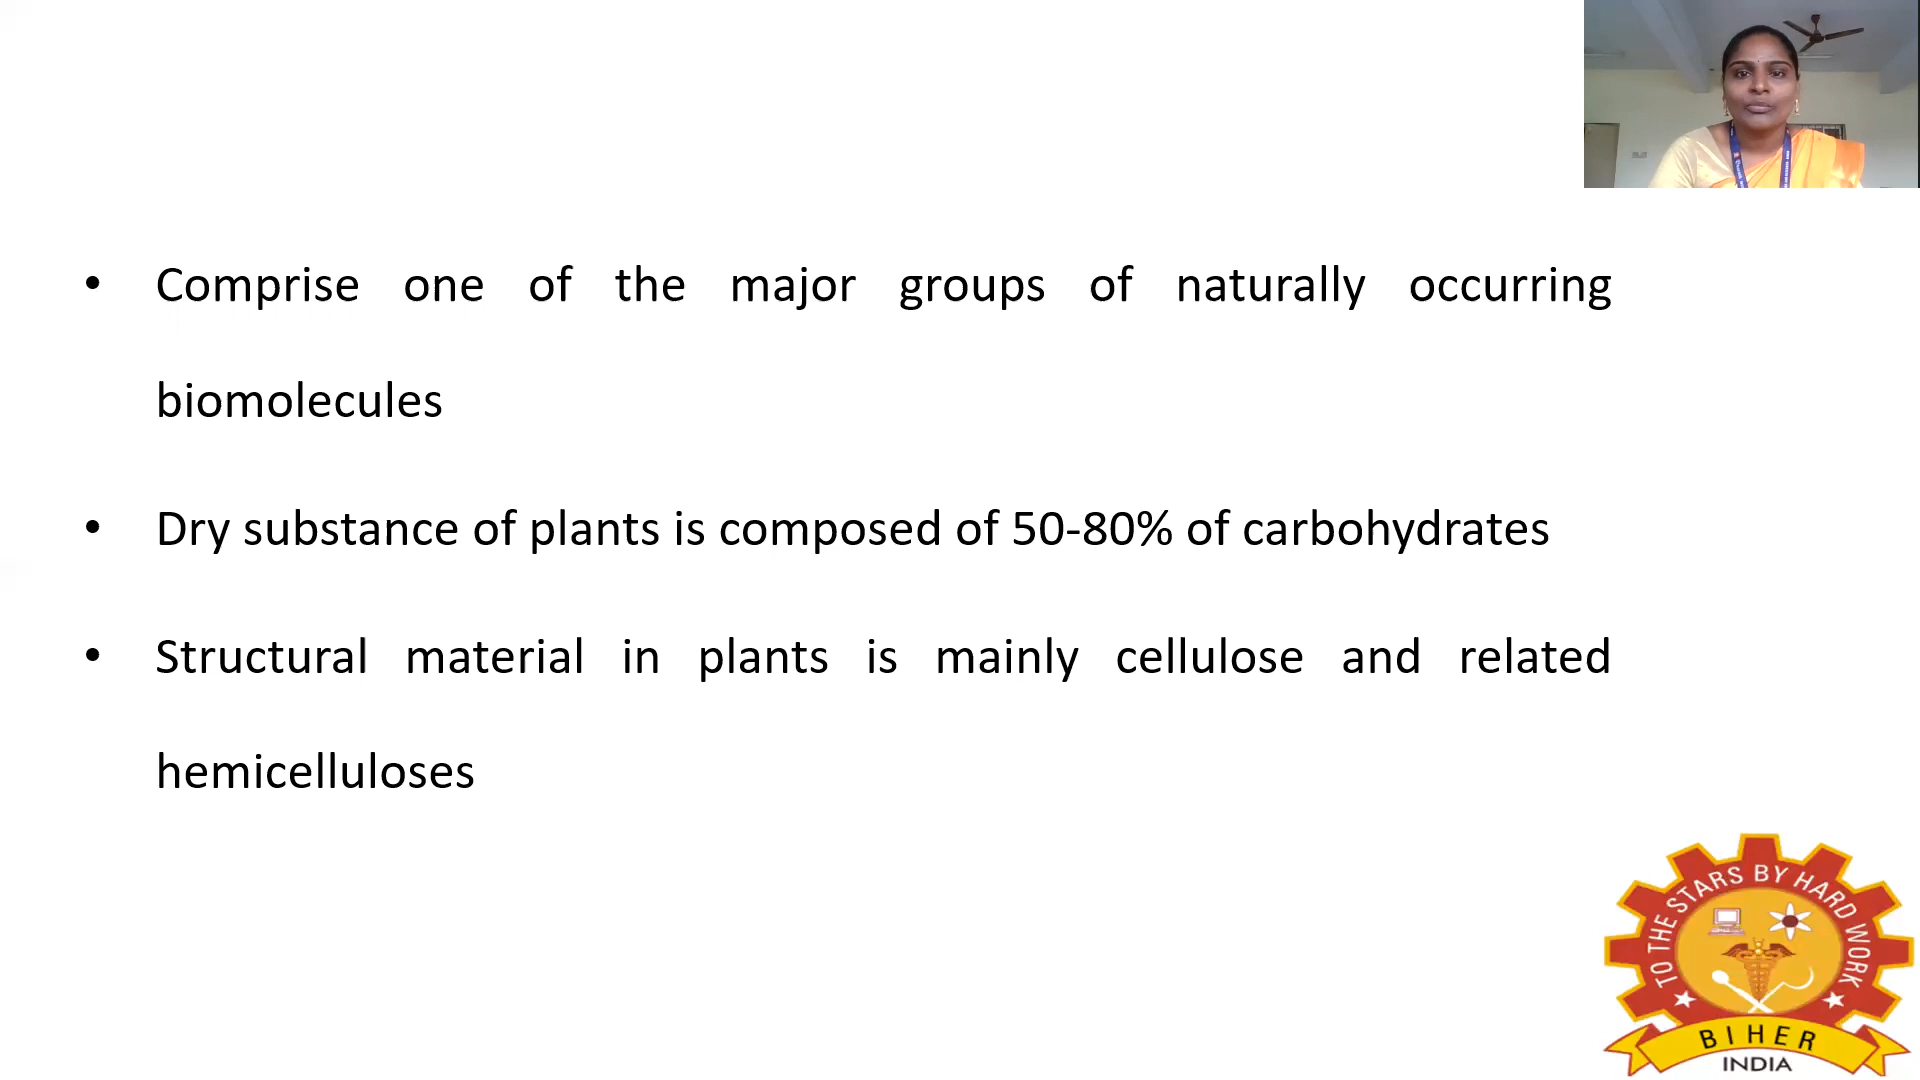 • Comprise one of the major groups of naturally occurring
biomolecules
• Dry substance of plants is composed of 50-80% of carbohydrates
• Structural material in plants is mainly cellulose and related
hemicelluloses
TO THE STARS BY HARD WORK
BIHER
INDIA